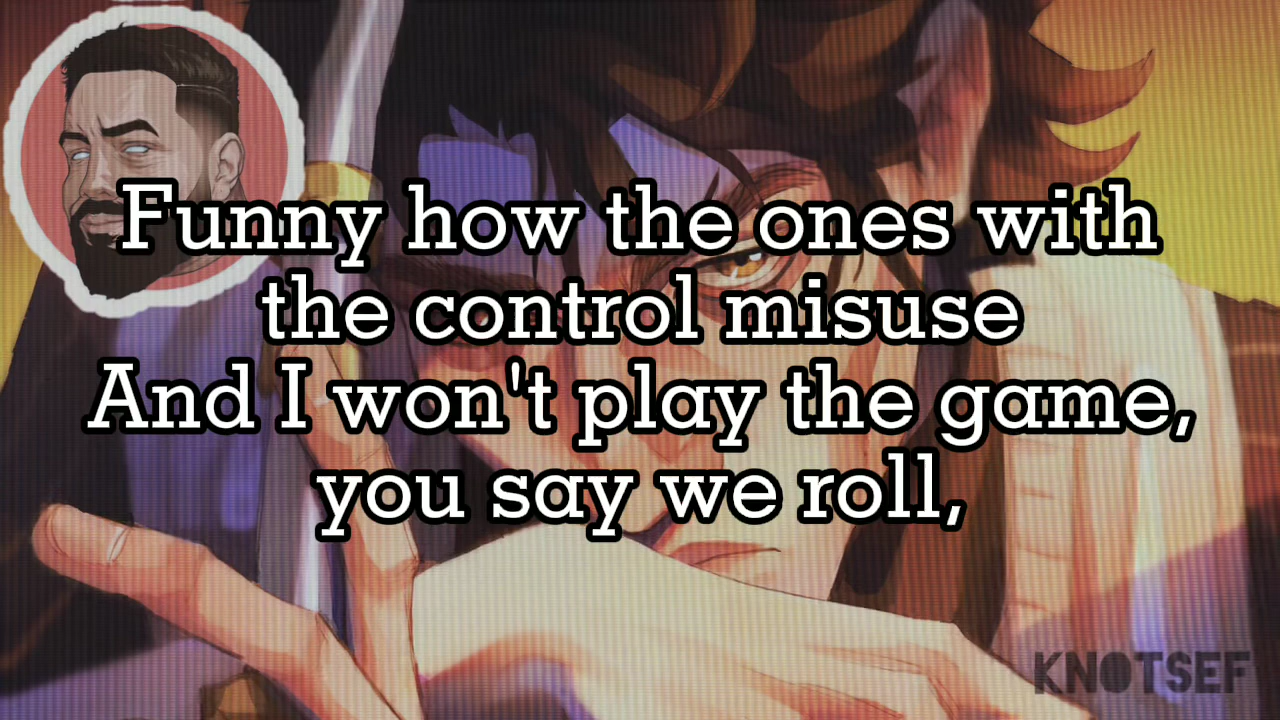 Funny how the ones with
the control misuse
And I won't play the game,
you say we roll,
KNOTSEF